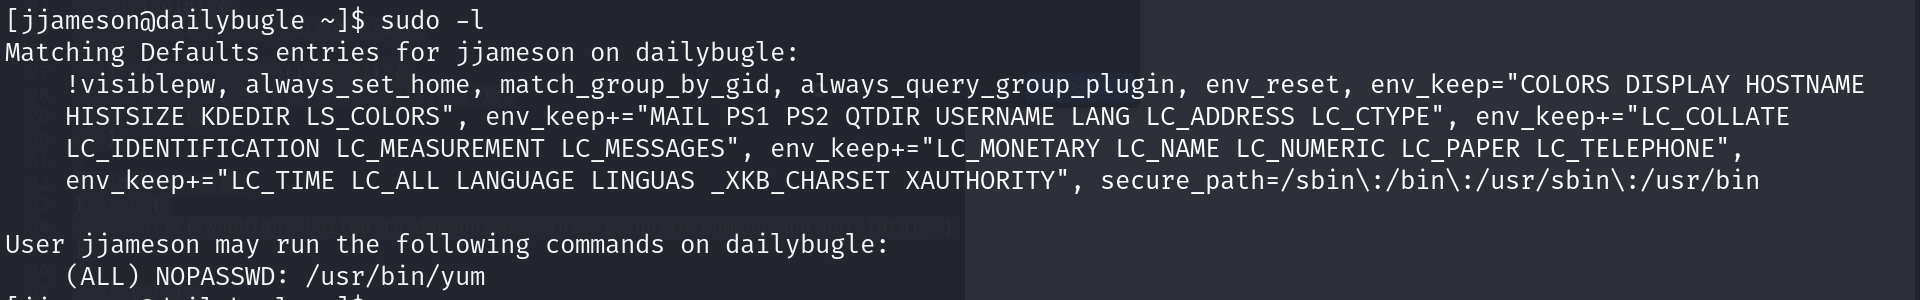 [jjameson@dailybugle ~]$ sudo -l
Matching Defaults entries for jjameson on dailybugle:
    !visiblepw, always_set_home, match_group_by_gid, always_query_group_plugin, env_reset, env_keep="COLORS DISPLAY HOSTNAME
    HISTSIZE KDEDIR LS_COLORS", env_keep+="MAIL PS1 PS2 QTDIR USERNAME LANG LC_ADDRESS LC_CTYPE", env_keep+="LC_COLLATE
    LC_IDENTIFICATION LC_MEASUREMENT LC_MESSAGES", env_keep+="LC_MONETARY LC_NAME LC_NUMERIC LC_PAPER LC_TELEPHONE",
    env_keep+="LC_TIME LC_ALL LANGUAGE LINGUAS _XKB_CHARSET XAUTHORITY", secure_path=/sbin\:/bin\:/usr/sbin\:/usr/bin

User jjameson may run the following commands on dailybugle:
    (ALL) NOPASSWD: /usr/bin/yum